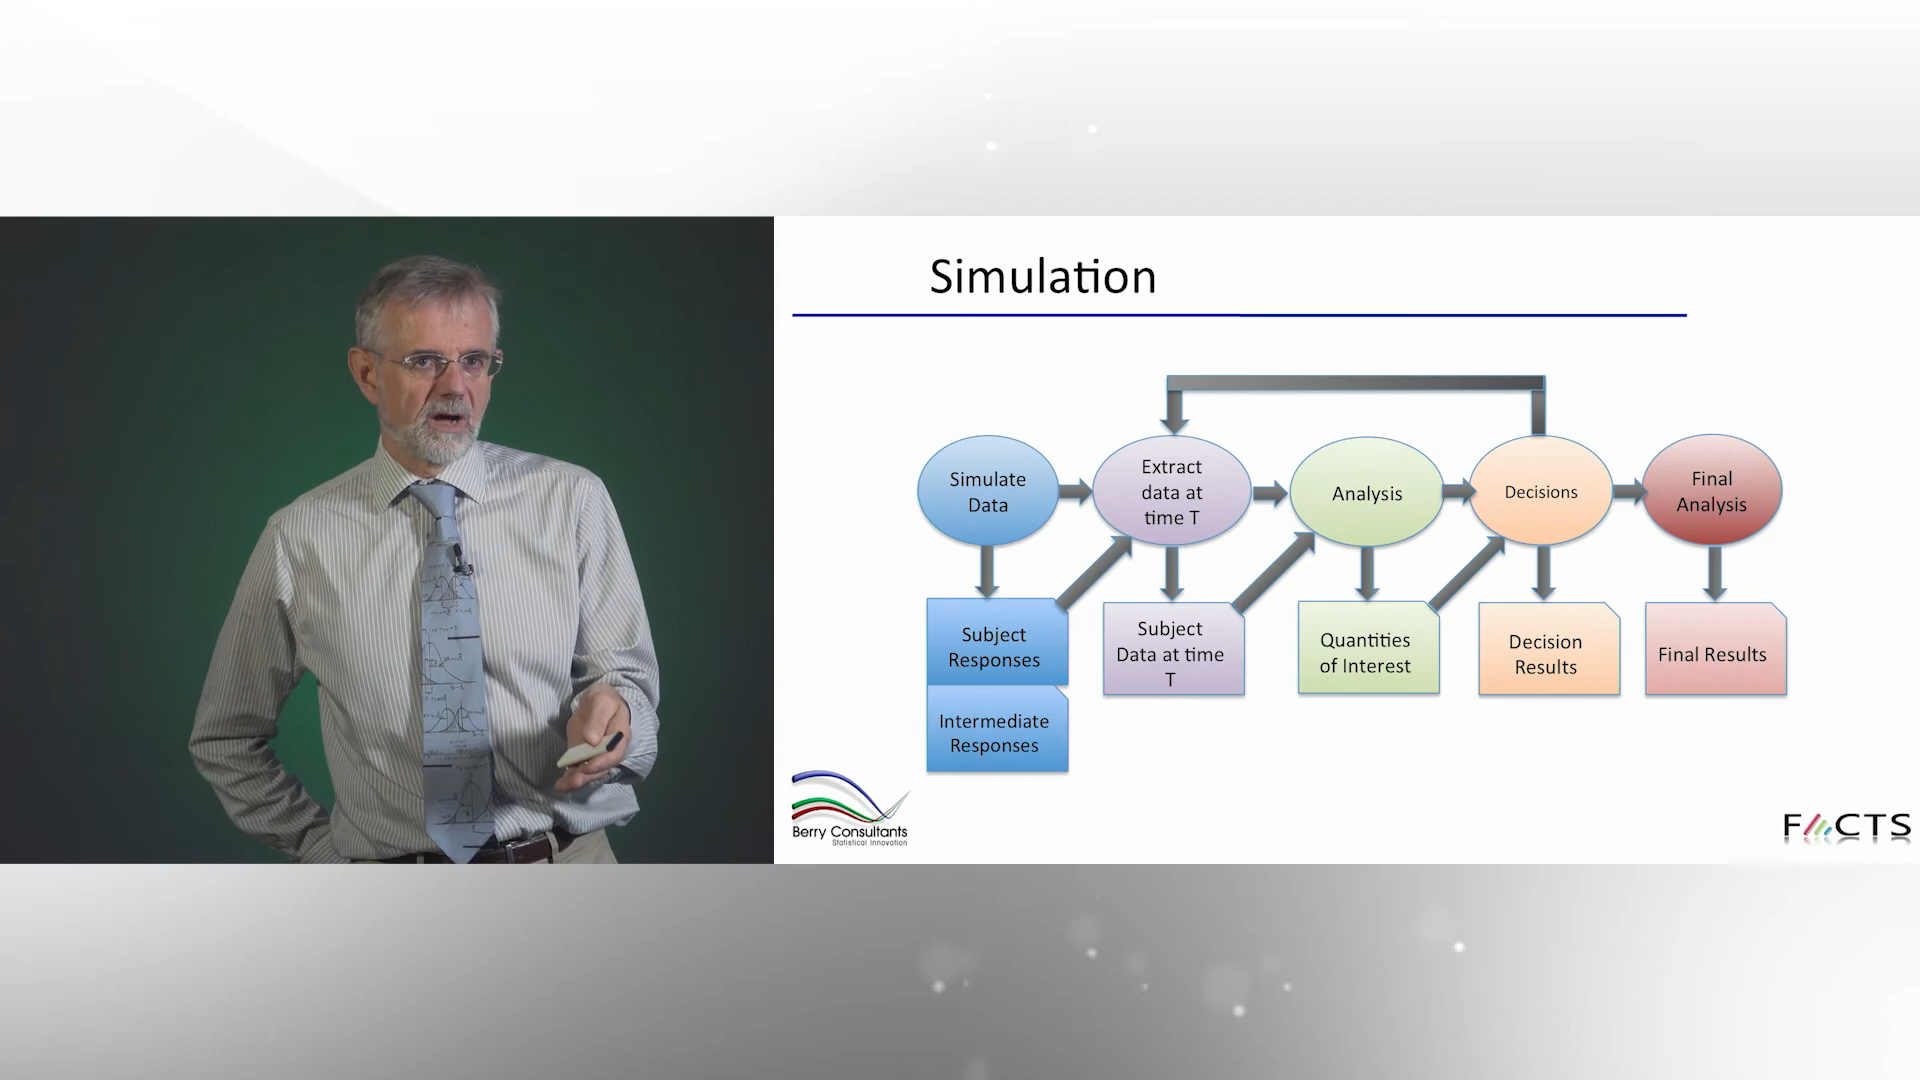 Simulation
Simulate
Data
Extract
data at
time T
Analysis
Decisions
Final
Analysis
Subject
Responses
Intermediate
Responses
Subject
Data at time
T
Quantities
of Interest
Decision
Results
Final Results
Berry Consultants
Statistical Innovation
FACTS